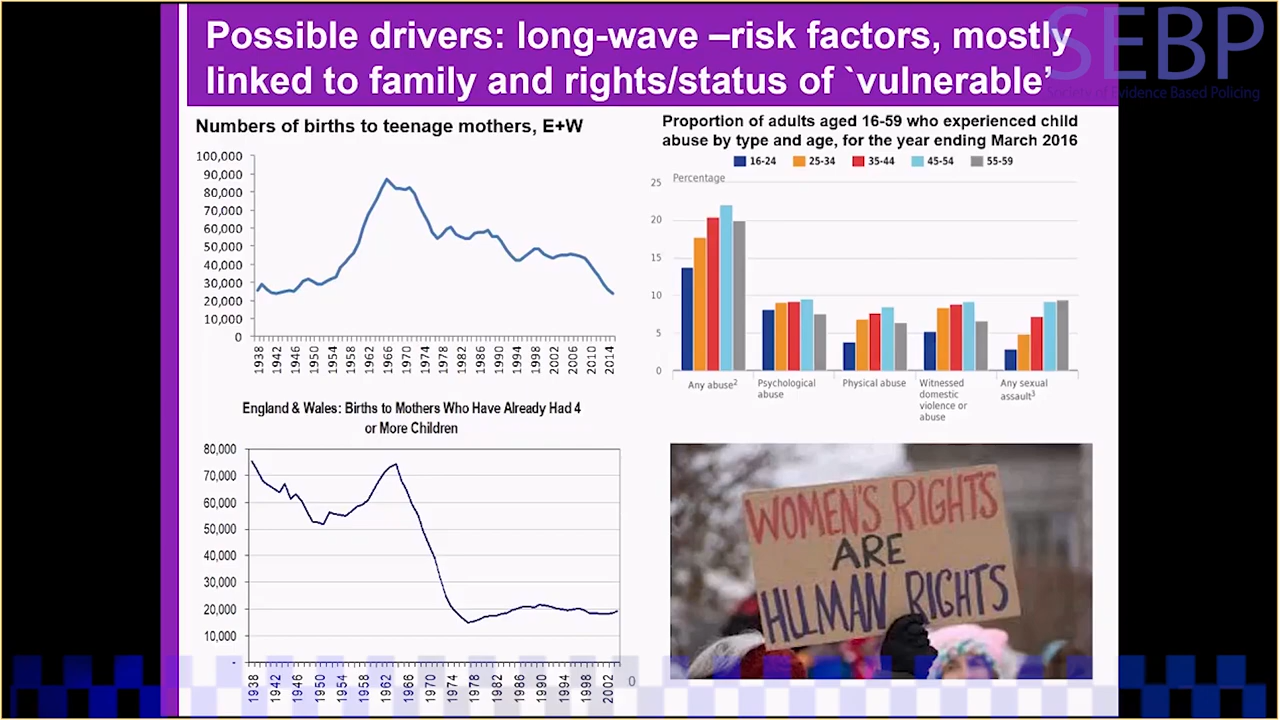 Possible drivers: long-wave –risk factors, mostly
linked to family and rights/status of `vulnerable’
SEBP
Society of Evidence Based Policing
Numbers of births to teenage mothers, E+W
100,000
90,000
80,000
70,000
60,000
50,000
40,000
30,000
20,000
10,000
0
1938 1942 1946 1950 1954 1958 1962 1966 1970 1974 1978 1982 1986 1990 1994 1998 2002 2006 2010 2014
Proportion of adults aged 16-59 who experienced child
abuse by type and age, for the year ending March 2016
16-24 25-34 35-44 45-54 55-59
Percentage
25
20
15
10
5
0
Any abuse2 Psychological abuse Physical abuse Witnessed domestic violence or abuse Any sexual assault3
England & Wales: Births to Mothers Who Have Already Had 4
or More Children
80,000
70,000
60,000
50,000
40,000
30,000
20,000
10,000
-
1938 1942 1946 1950 1954 1958 1962 1966 1970 1974 1978 1982 1986 1990 1994 1998 2002
0
WOMEN'S RIGHTS
ARE
HUMAN RIGHTS